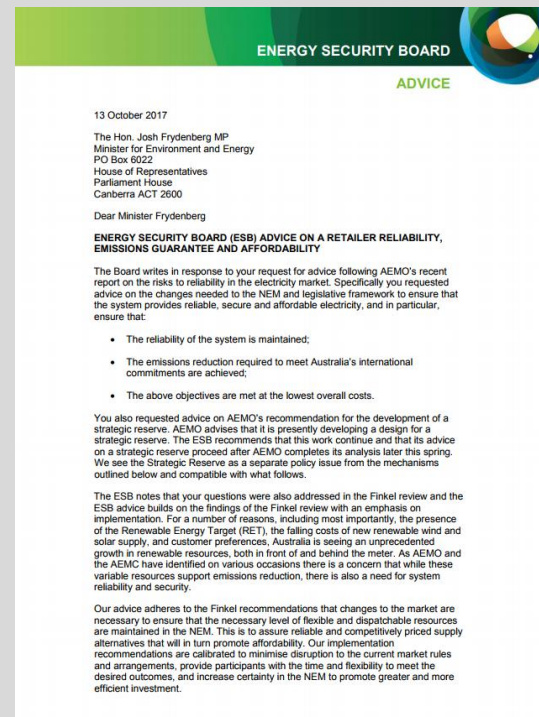 ENERGY SECURITY BOARD
ADVICE
13 October 2017
The Hon. Josh Frydenberg MP
Minister for Environment and Energy
PO Box 6022
House of Representatives
Parliament House
Canberra ACT 2600
Dear Minister Frydenberg
ENERGY SECURITY BOARD (ESB) ADVICE ON A RETAILER RELIABILITY,
EMISSIONS GUARANTEE AND AFFORDABILITY
The Board writes in response to your request for advice following AEMO's recent
report on the risks to reliability in the electricity market. Specifically you requested
advice on the changes needed to the NEM and legislative framework to ensure that
the system provides reliable, secure and affordable electricity, and in particular,
ensure that:
• The reliability of the system is maintained;
• The emissions reduction required to meet Australia's international
commitments are achieved;
• The above objectives are met at the lowest overall costs.
You also requested advice on AEMO's recommendation for the development of a
strategic reserve. AEMO advises that it is presently developing a design for a
strategic reserve. The ESB recommends that this work continue and that its advice
on a strategic reserve proceed after AEMO completes its analysis later this spring.
We see the Strategic Reserve as a separate policy issue from the mechanisms
outlined below and compatible with what follows.
The ESB notes that your questions were also addressed in the Finkel review and the
ESB advice builds on the findings of the Finkel review with an emphasis on
implementation. For a number of reasons, including most importantly, the presence
of the Renewable Energy Target (RET), the falling costs of new renewable wind and
solar supply, and customer preferences, Australia is seeing an unprecedented
growth in renewable resources, both in front of and behind the meter. As AEMO and
the AEMC have identified on various occasions there is a concern that while these
variable resources support emissions reduction, there is also a need for system
reliability and security.
Our advice adheres to the Finkel recommendations that changes to the market are
necessary to ensure that the necessary level of flexible and dispatchable resources
are maintained in the NEM. This is to assure reliable and competitively priced supply
alternatives that will in turn promote affordability. Our implementation
recommendations are calibrated to minimise disruption to the current market rules
and arrangements, provide participants with the time and flexibility to meet the
desired outcomes, and increase certainty in the NEM to promote greater and more
efficient investment.